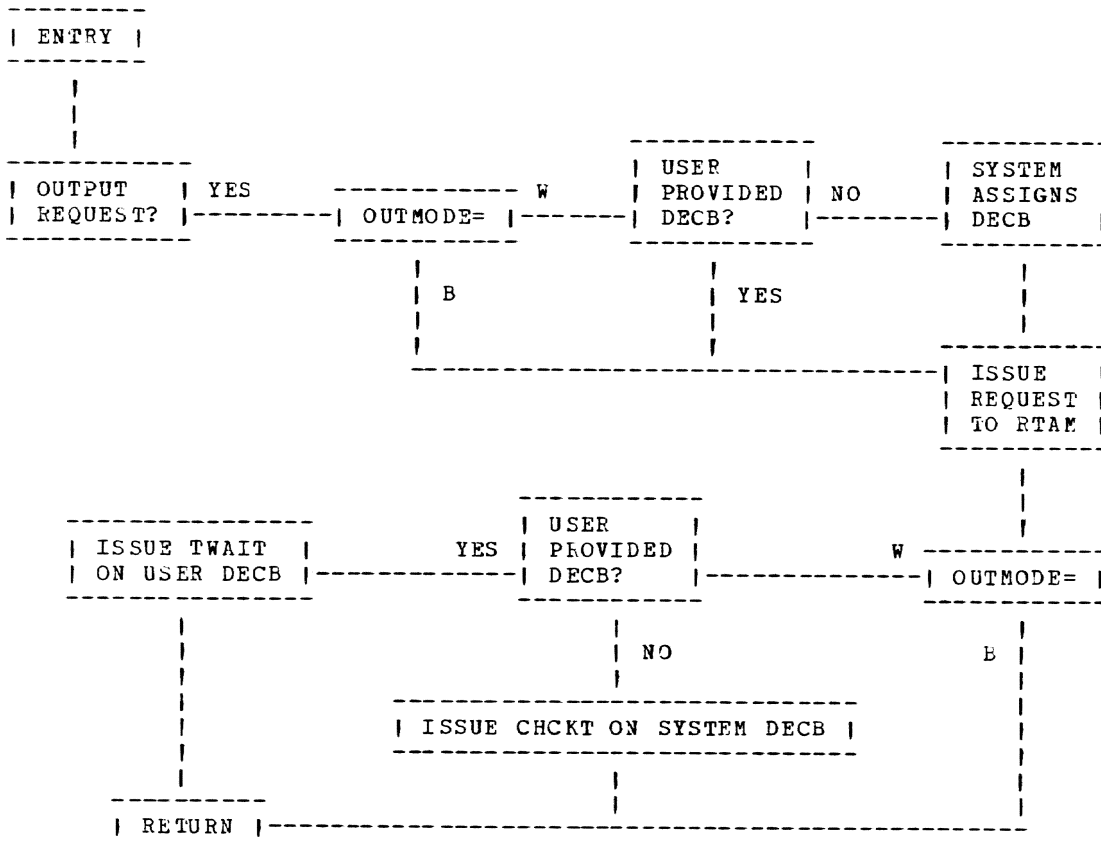 ENTRY
OUTPUT
REQUEST?
YES
OUTMODE=
W
USER
PROVIDED
DECB?
NO
SYSTEM
ASSIGNS
DECB
B
YES
ISSUE
REQUEST
TO RTAM
ISSUE TWAIT
ON USER DECB
YES
USER
PROVIDED
DECB?
W
OUTMODE=
NO
B
ISSUE CHCKT ON SYSTEM DECB
RETURN